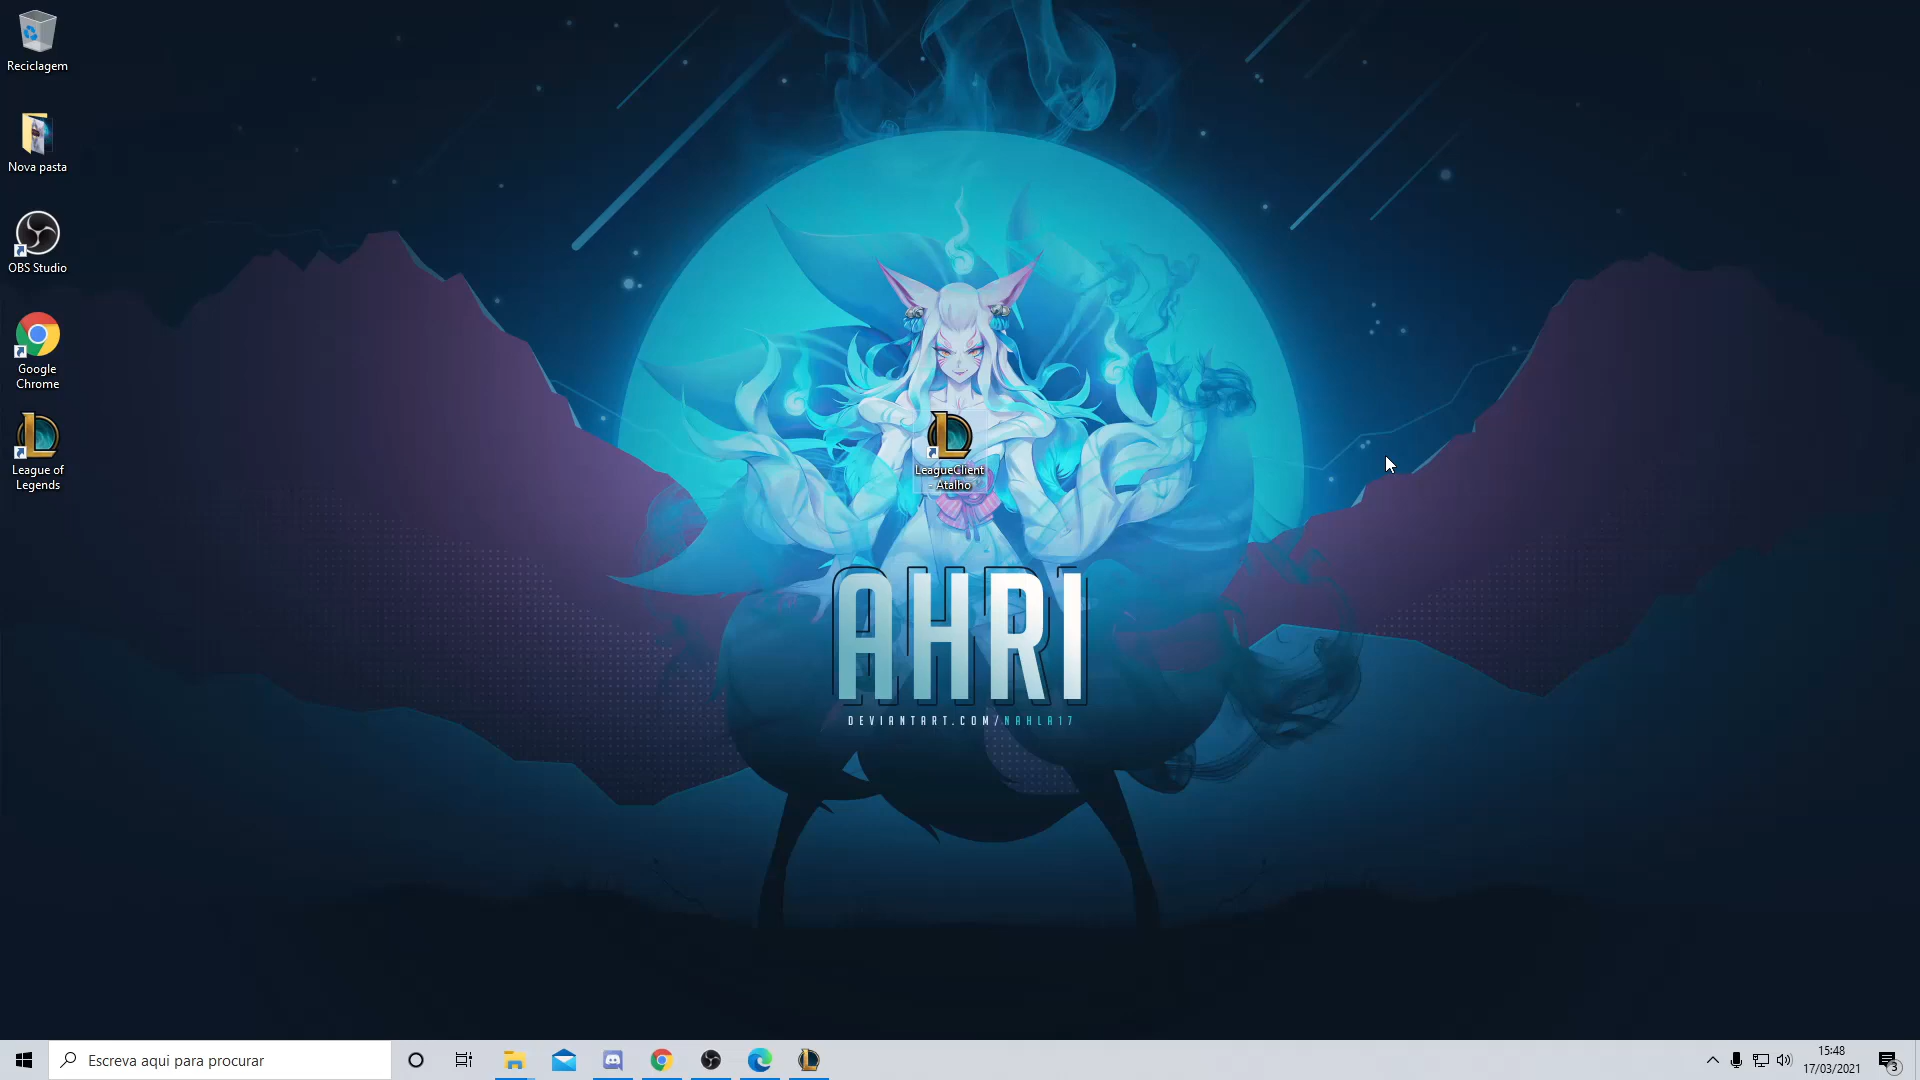 Reciclagem
Nova pasta
OBS Studio
Google
Chrome
League of
Legends
LeagueClient
- Atalho
AHRI
DEVIANTART.COM/NAHLA17
Escreva aqui para procurar
15:48
17/03/2021
3